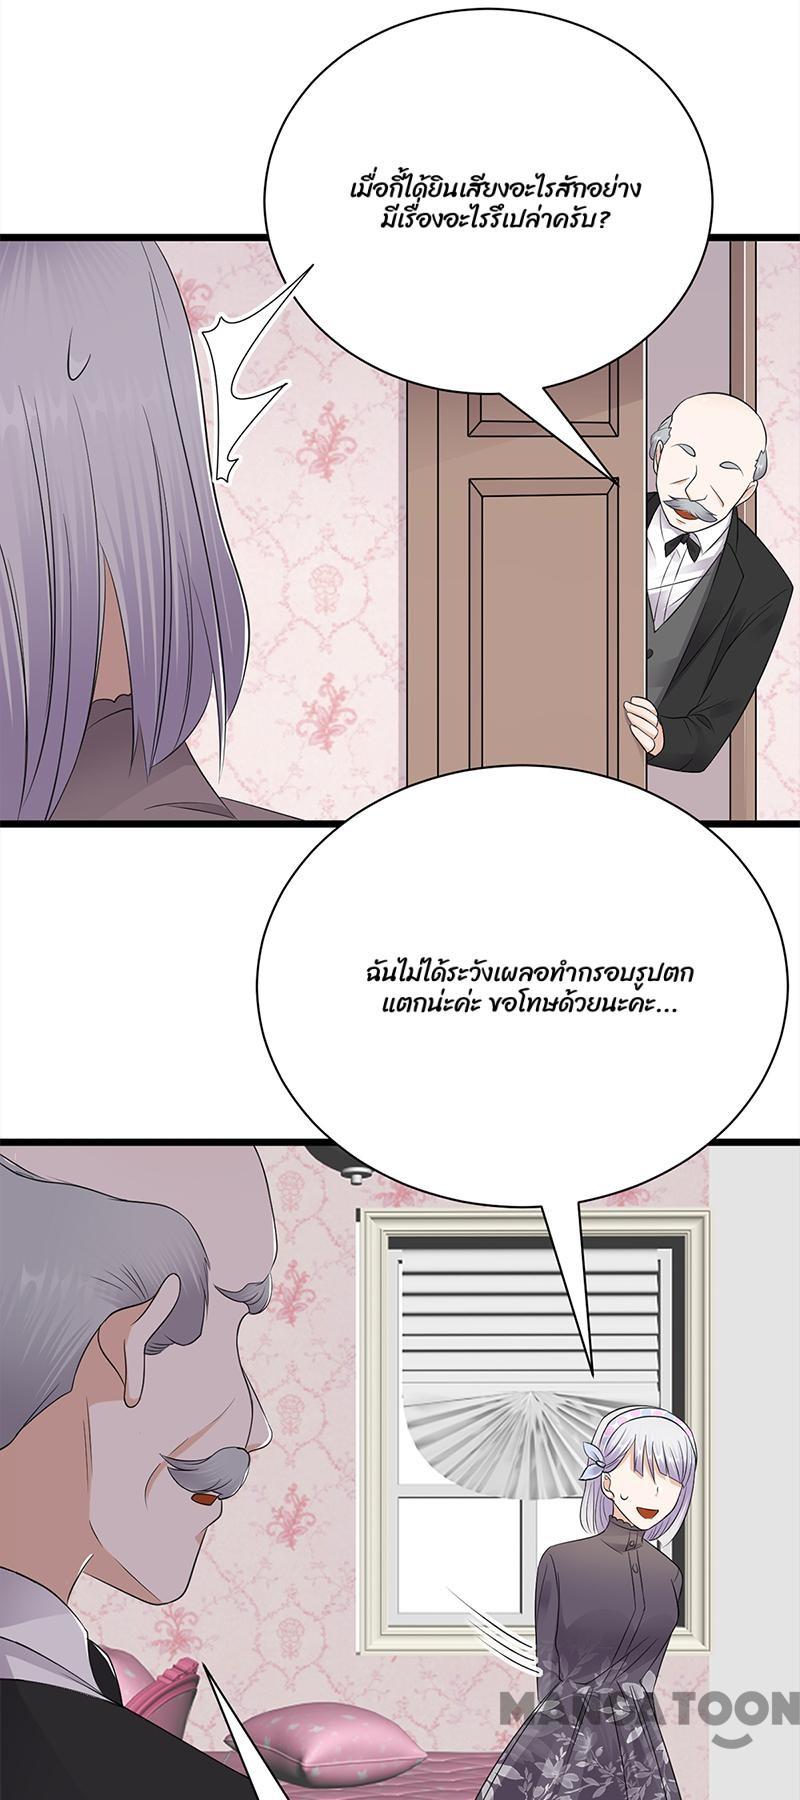 เมื่อกี้ได้ยินเสียงอะไรสักอย่าง
มีเรื่องอะไรรึเปล่าครับ?
ฉันไม่ได้ระวังเผลอทำกรอบรูปตก
แตกน่ะค่ะ ขอโทษด้วยนะคะ...
MANGATOON